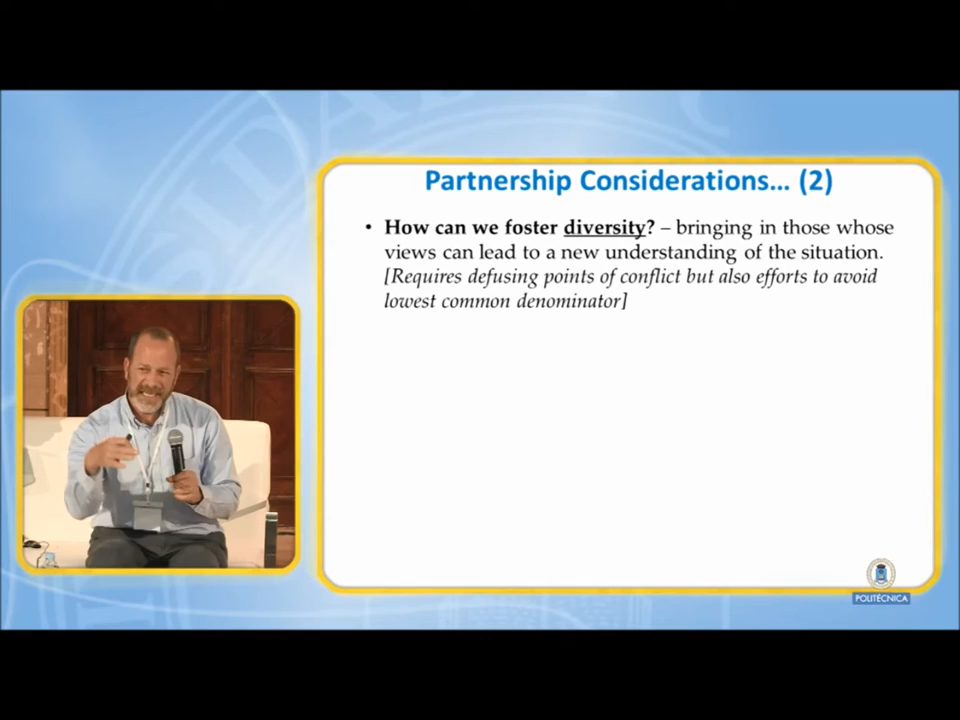 Partnership Considerations... (2)
• How can we foster diversity? – bringing in those whose
views can lead to a new understanding of the situation.
[Requires defusing points of conflict but also efforts to avoid
lowest common denominator]
POLITÉCNICA